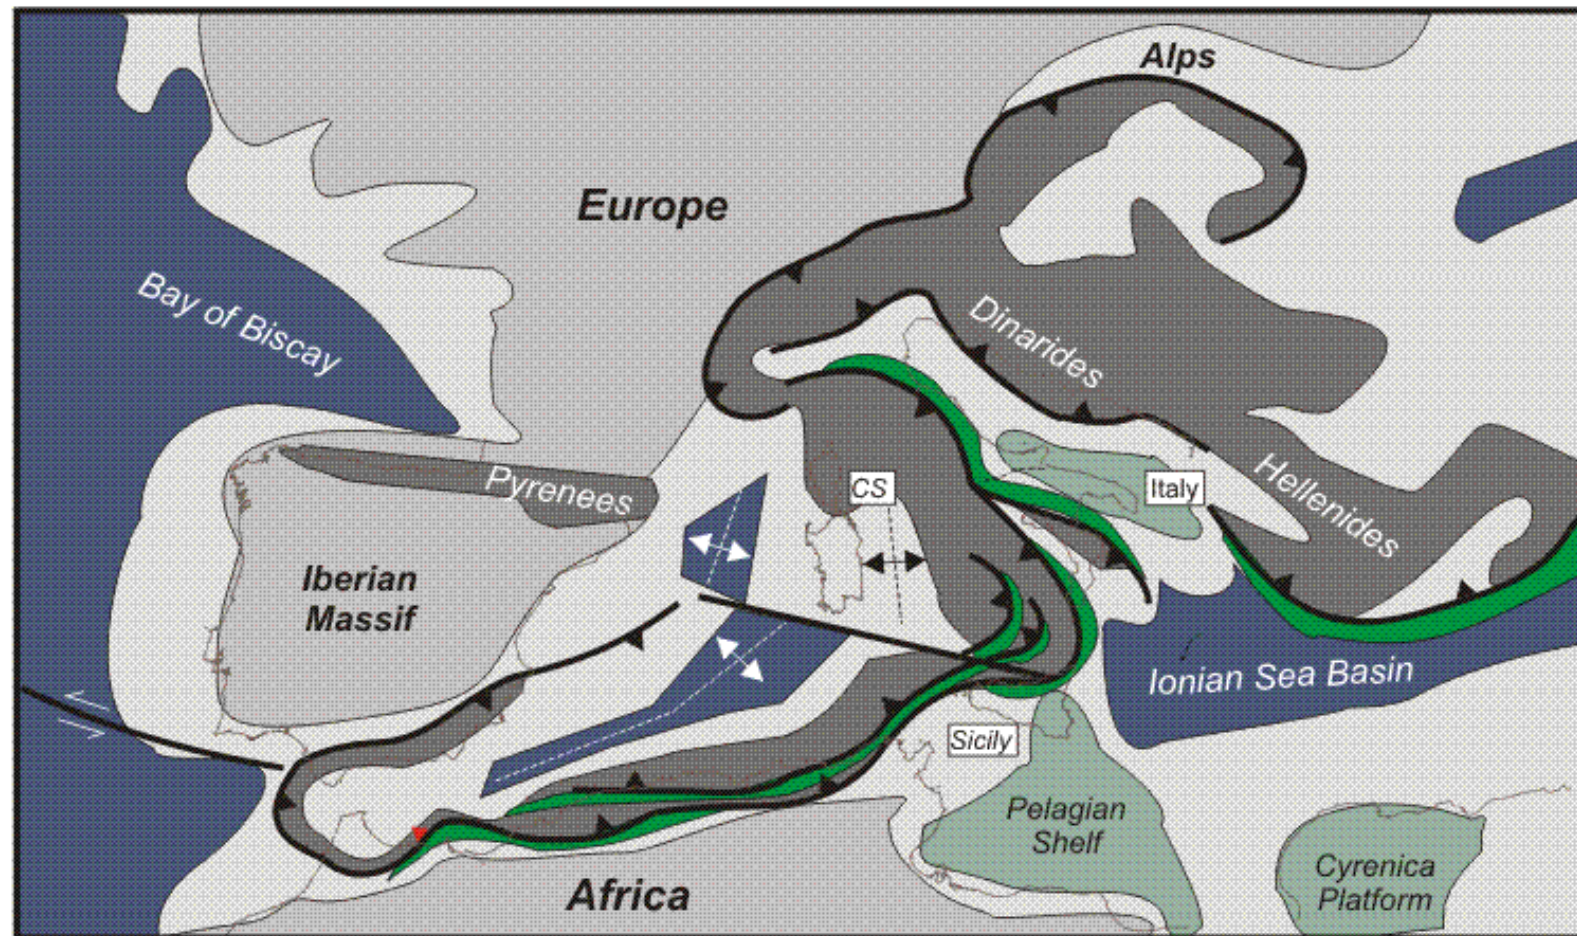 Alps
Europe
Bay of Biscay
Dinarides
Pyrenees
CS
Italy
Hellenides
Iberian
Massif
Ionian Sea Basin
Sicily
Pelagian
Shelf
Cyrenica
Platform
Africa